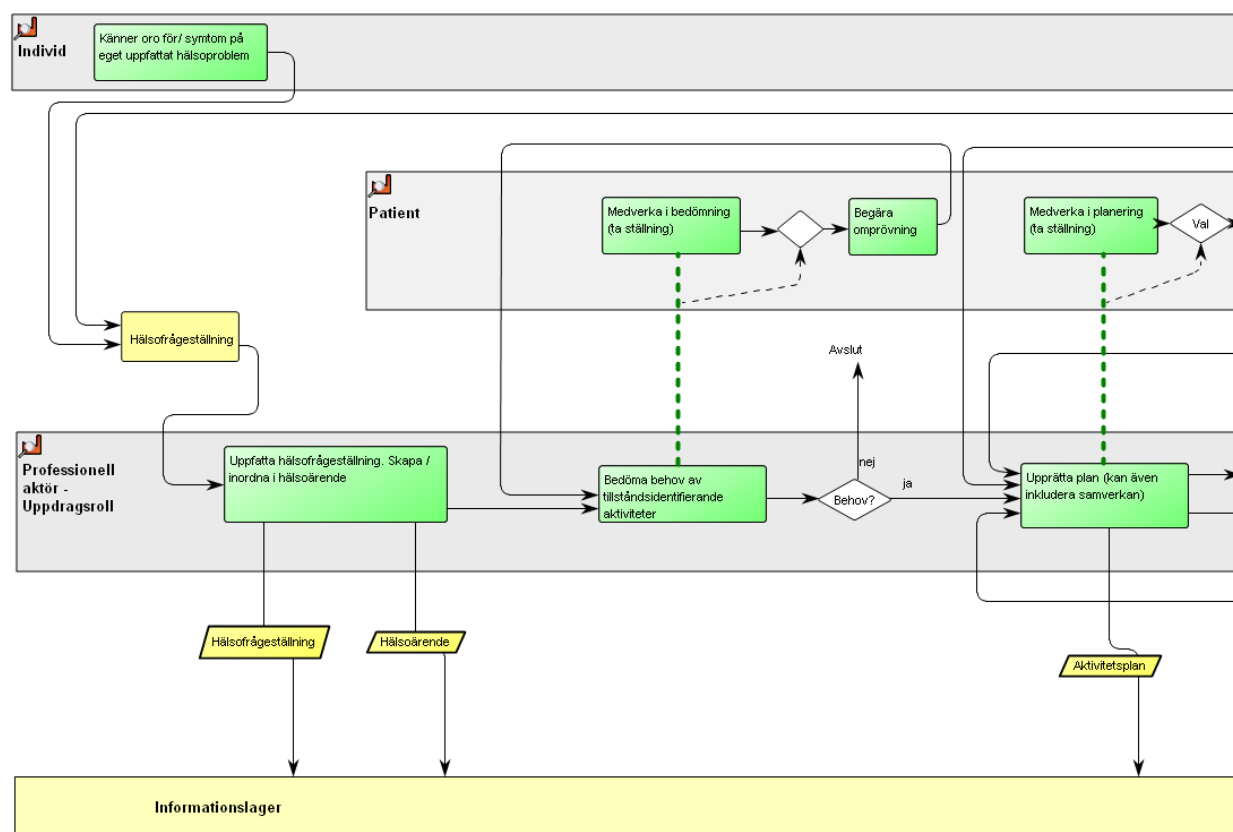 Individ
Känner oro för/ symtom på
eget uppfattat hälsoproblem
Patient
Medverka i bedömning
(ta ställning)
Begära
omprövning
Medverka i planering
(ta ställning)
Val
Hälsofrågeställning
Avslut
Professionell
aktör -
Uppdragsroll
Uppfatta hälsofrågeställning. Skapa /
inordna i hälsoärende
Bedöma behov av
tillståndsidentifierande
aktiviteter
nej
Behov?
ja
Upprätta plan (kan även
inkludera samverkan)
Hälsofrågeställning
Hälsoärende
Aktivitetsplan
Informationslager